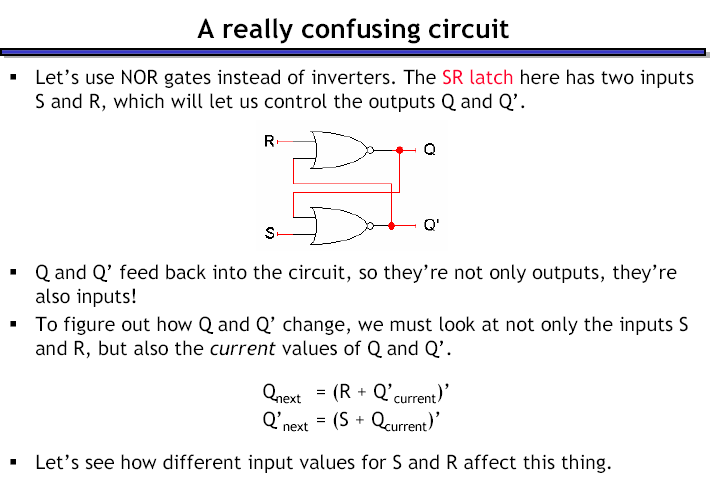 A really confusing circuit
▪ Let’s use NOR gates instead of inverters. The SR latch here has two inputs
S and R, which will let us control the outputs Q and Q’.
R
Q
S
Q'
▪ Q and Q’ feed back into the circuit, so they’re not only outputs, they’re
also inputs!
▪ To figure out how Q and Q’ change, we must look at not only the inputs S
and R, but also the current values of Q and Q’.
Qnext = (R + Q’current)’
Q’next = (S + Qcurrent)’
▪ Let’s see how different input values for S and R affect this thing.